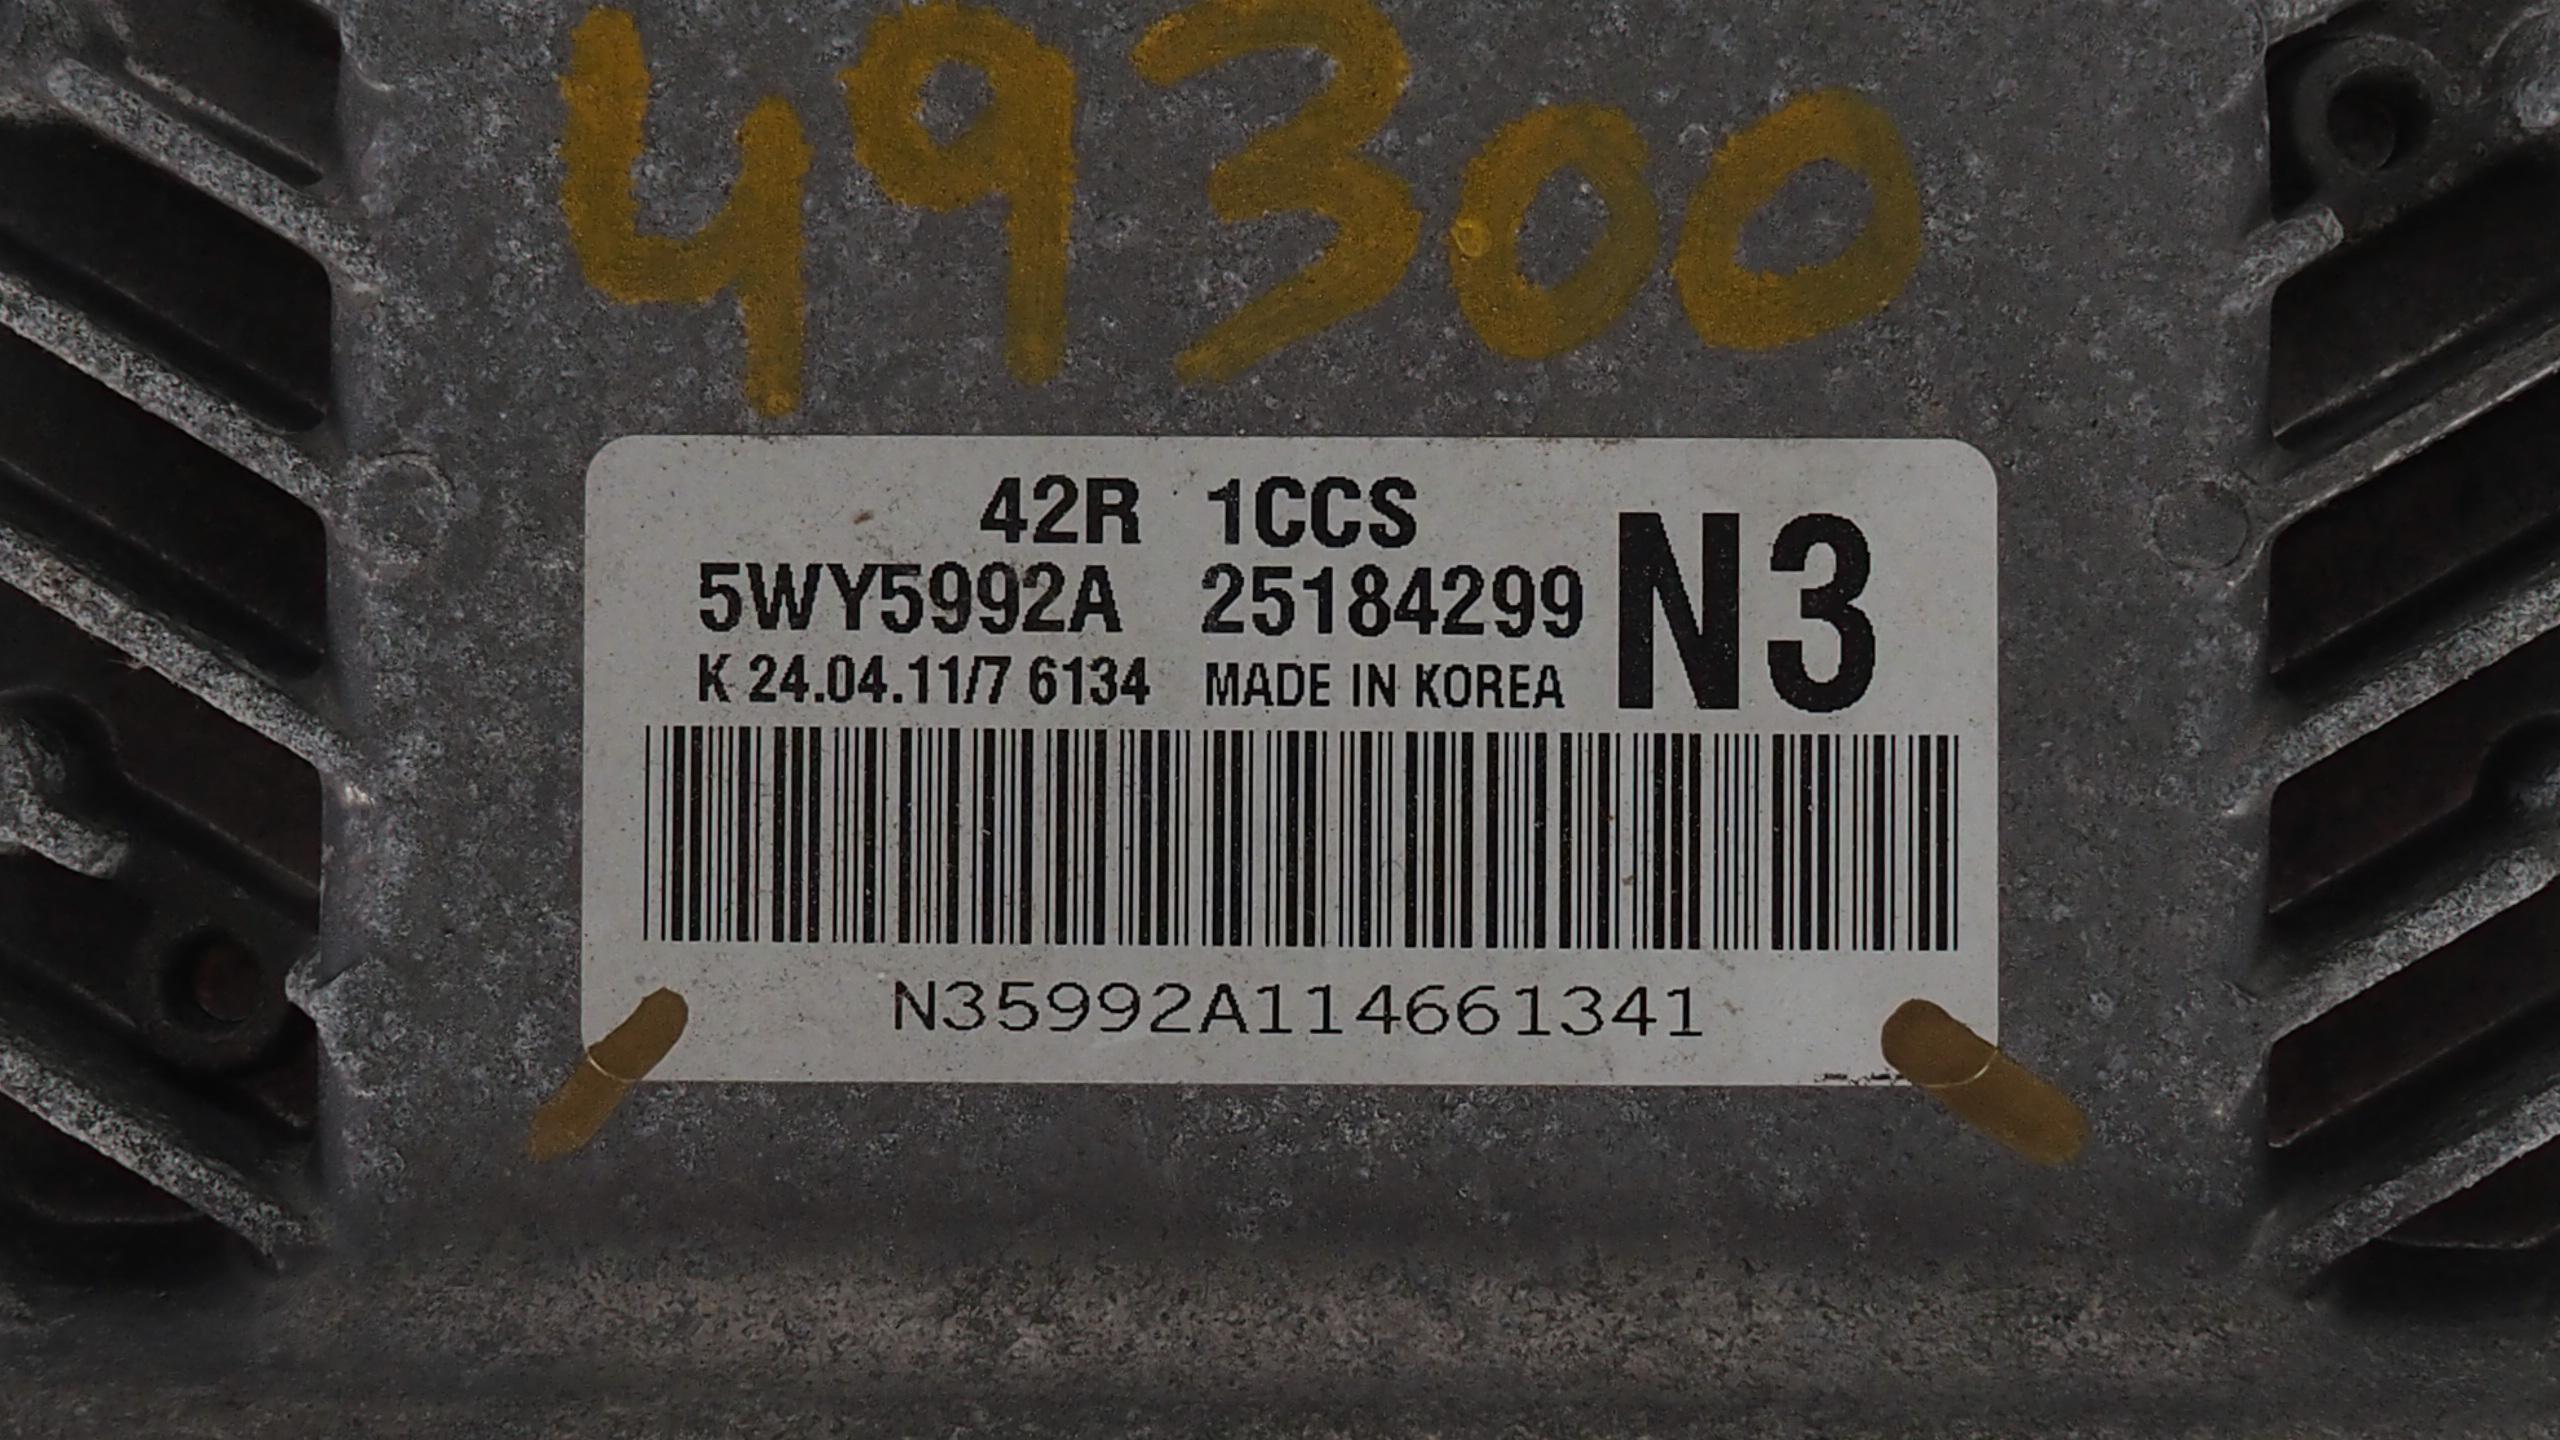 49300
42R 1CCS
5WY5992A 25184299 N3
K 24.04.11/7 6134 MADE IN KOREA
N35992A114661341